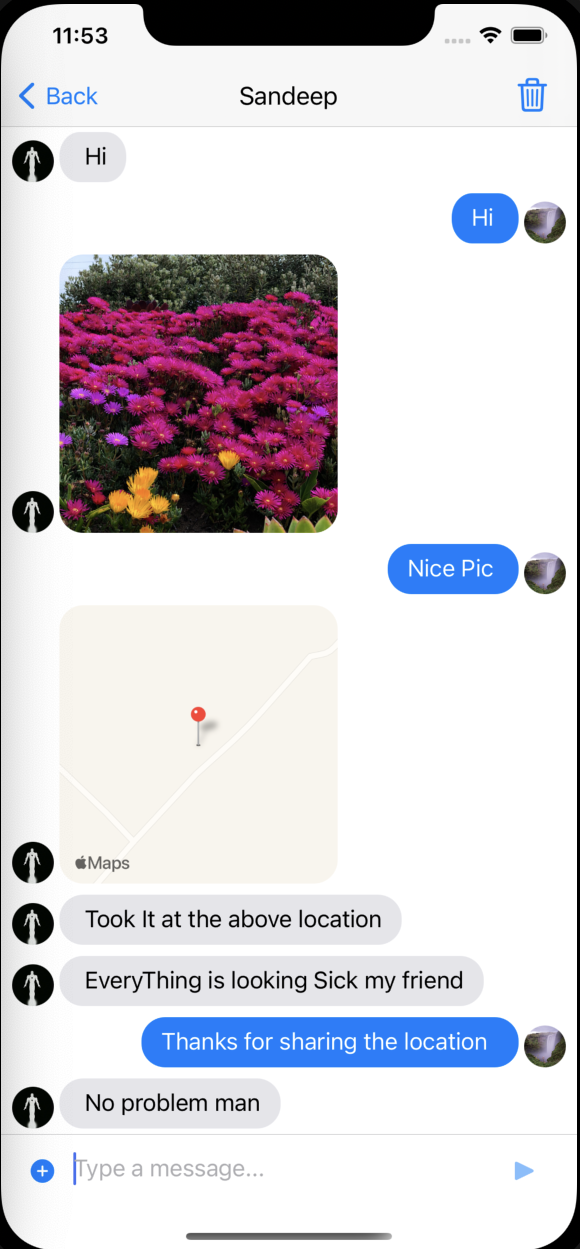 11:53
Back
Sandeep
Hi
Hi
Nice Pic
Maps
Took It at the above location
EveryThing is looking Sick my friend
Thanks for sharing the location
No problem man
Type a message...